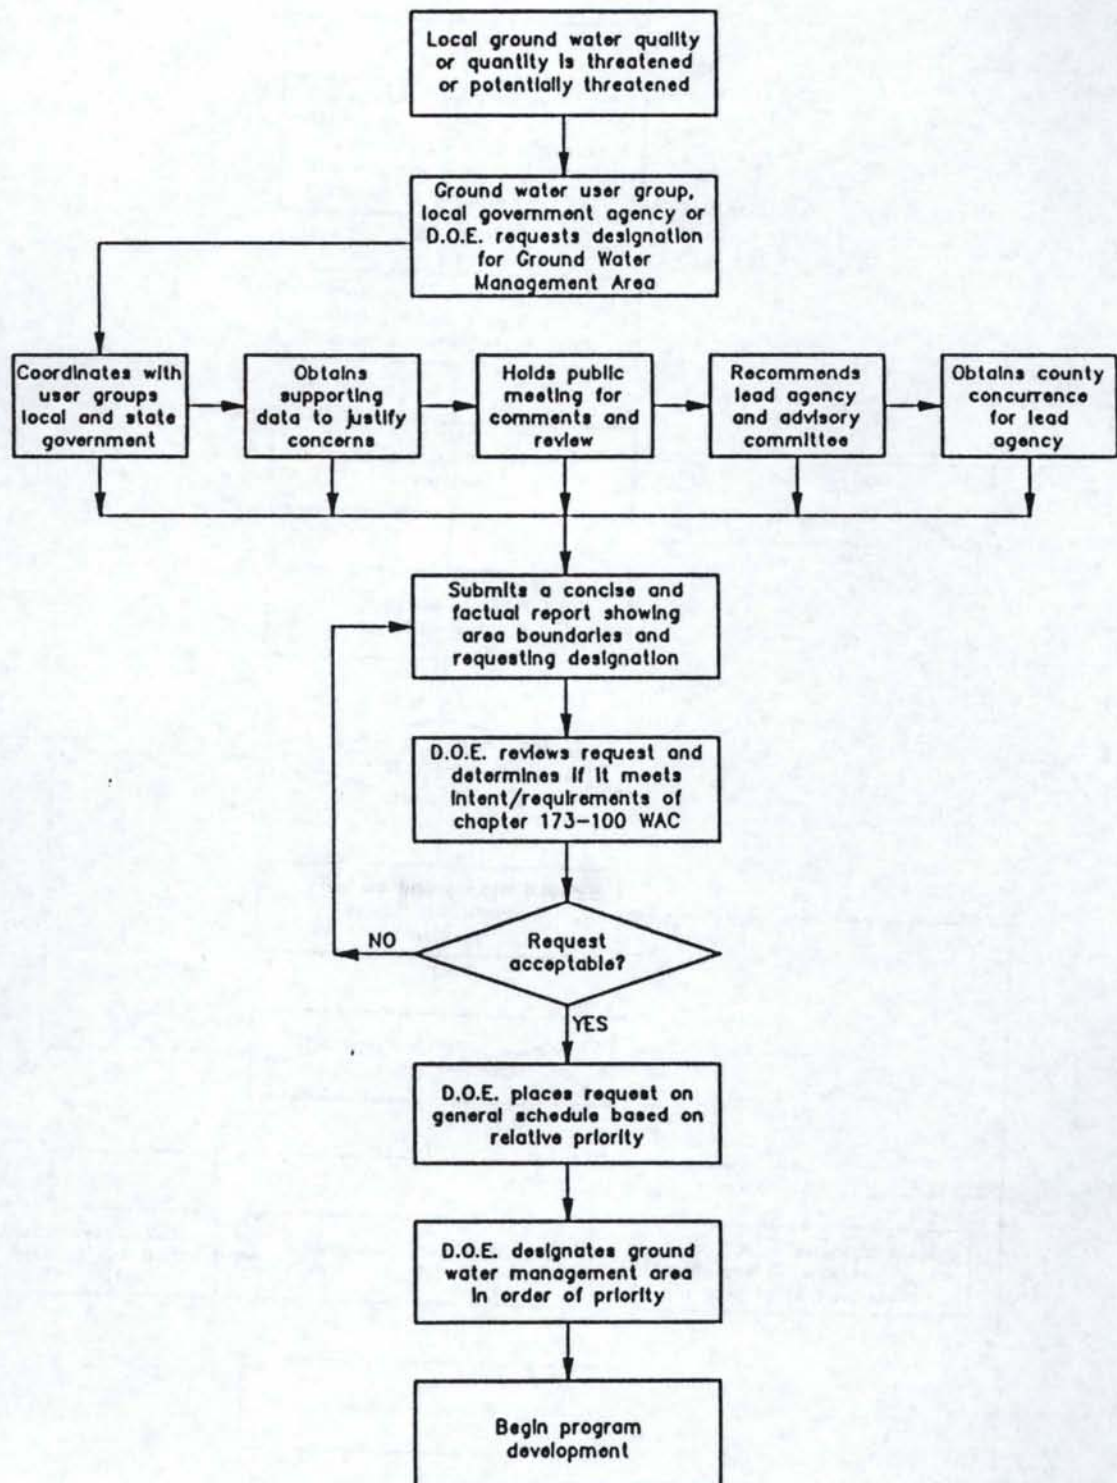 Local ground water quality
or quantity is threatened
or potentially threatened
Ground water user group,
local government agency or
D.O.E. requests designation
for Ground Water
Management Area
Coordinates with
user groups
local and state
government
Obtains
supporting
data to justify
concerns
Holds public
meeting for
comments and
review
Recommends
lead agency
and advisory
committee
Obtains county
concurrence
for lead
agency
Submits a concise and
factual report showing
area boundaries and
requesting designation
D.O.E. reviews request and
determines if it meets
intent/requirements of
chapter 173-100 WAC
Request
acceptable?
NO
YES
D.O.E. places request on
general schedule based on
relative priority
D.O.E. designates ground
water management area
in order of priority
Begin program
development